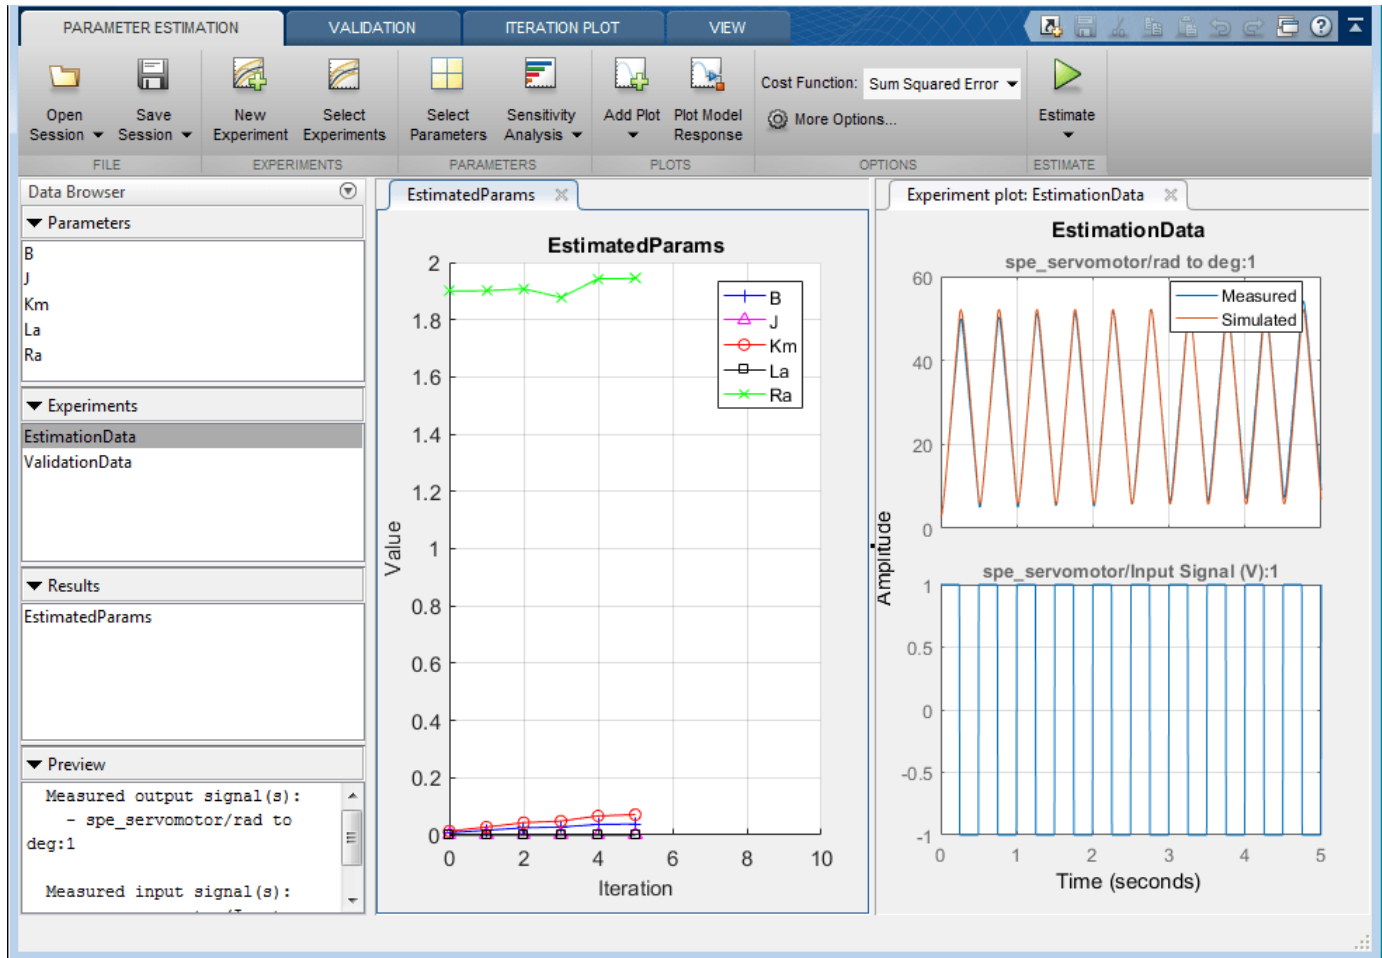 PARAMETER ESTIMATION
VALIDATION
ITERATION PLOT
VIEW
Open Session
Save Session
New Experiment
Select Experiments
Select Parameters
Sensitivity Analysis
Add Plot
Plot Model Response
Cost Function: Sum Squared Error
More Options...
Estimate
FILE
EXPERIMENTS
PARAMETERS
PLOTS
OPTIONS
ESTIMATE
Data Browser
Parameters
B
J
Km
La
Ra
Experiments
EstimationData
ValidationData
Results
EstimatedParams
Preview
Measured output signal(s):
- spe_servomotor/rad to
deg:1
Measured input signal(s):
EstimatedParams
EstimatedParams
2
1.8
1.6
1.4
1.2
1
0.8
0.6
0.4
0.2
0
Value
0 2 4 6 8 10
Iteration
B
J
Km
La
Ra
Experiment plot: EstimationData
EstimationData
spe_servomotor/rad to deg:1
60
40
20
0
Measured
Simulated
Amplitude
spe_servomotor/Input Signal (V):1
1
0.5
0
-0.5
-1
0 1 2 3 4 5
Time (seconds)